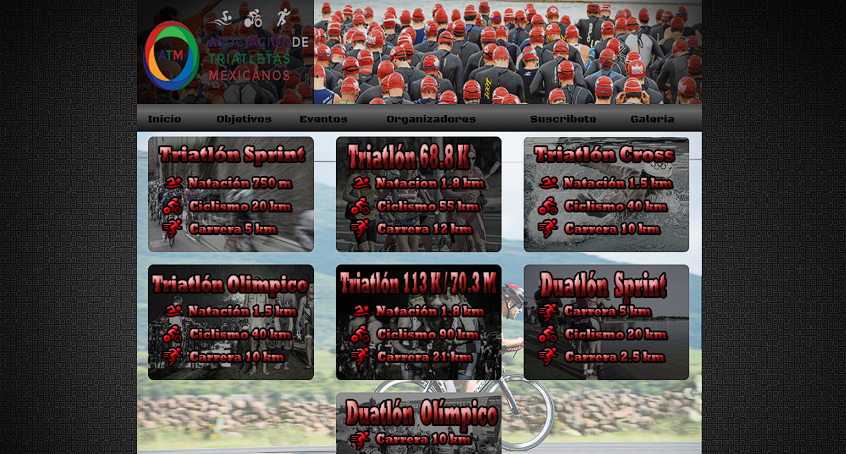 ATM
ASOCIACIÓN DE
TRIATLETAS
MEXICANOS
Inicio
Objetivos
Eventos
Organizadores
Suscribete
Galeria
Triatlón Sprint
Natación 750 m
Ciclismo 20 km
Carrera 5 km
Triatlón 68.8 K
Natacion 1.8 km
Ciclismo 55 km
Carrera 12 km
Triatlón Cross
Natación 1.5 km
Ciclismo 40 km
Carrera 10 km
Triatlón Olimpico
Natación 1.5 km
Ciclismo 40 km
Carrera 10 km
Triatlón 113 K / 70.3 M
Natación 1.8 km
Ciclismo 90 km
Carrera 21 km
Duatlón Sprint
Carrera 5 km
Ciclismo 20 km
Carrera 2.5 km
Duatlón Olímpico
Carrera 10 km